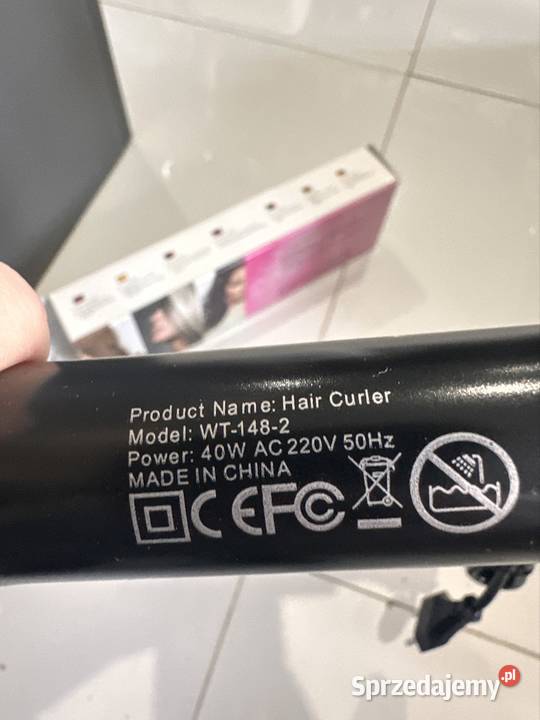 Product Name: Hair Curler
Model: WT-148-2
Power: 40W AC 220V 50Hz
MADE IN CHINA
CE FC
Sprzedajemy.pl